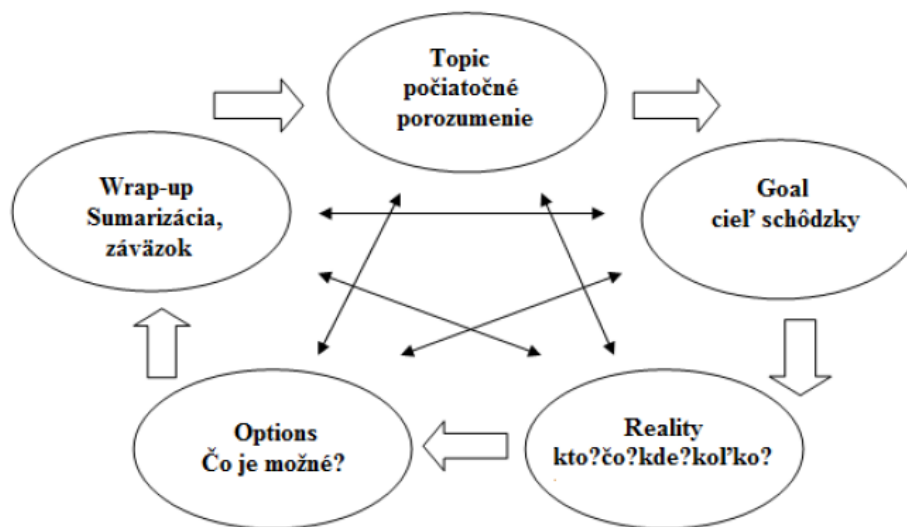 Topic
počiatočné
porozumenie
Wrap-up
Sumarizácia,
záväzok
Goal
cieľ schôdzky
Options
Čo je možné?
Reality
kto?čo?kde?koľko?